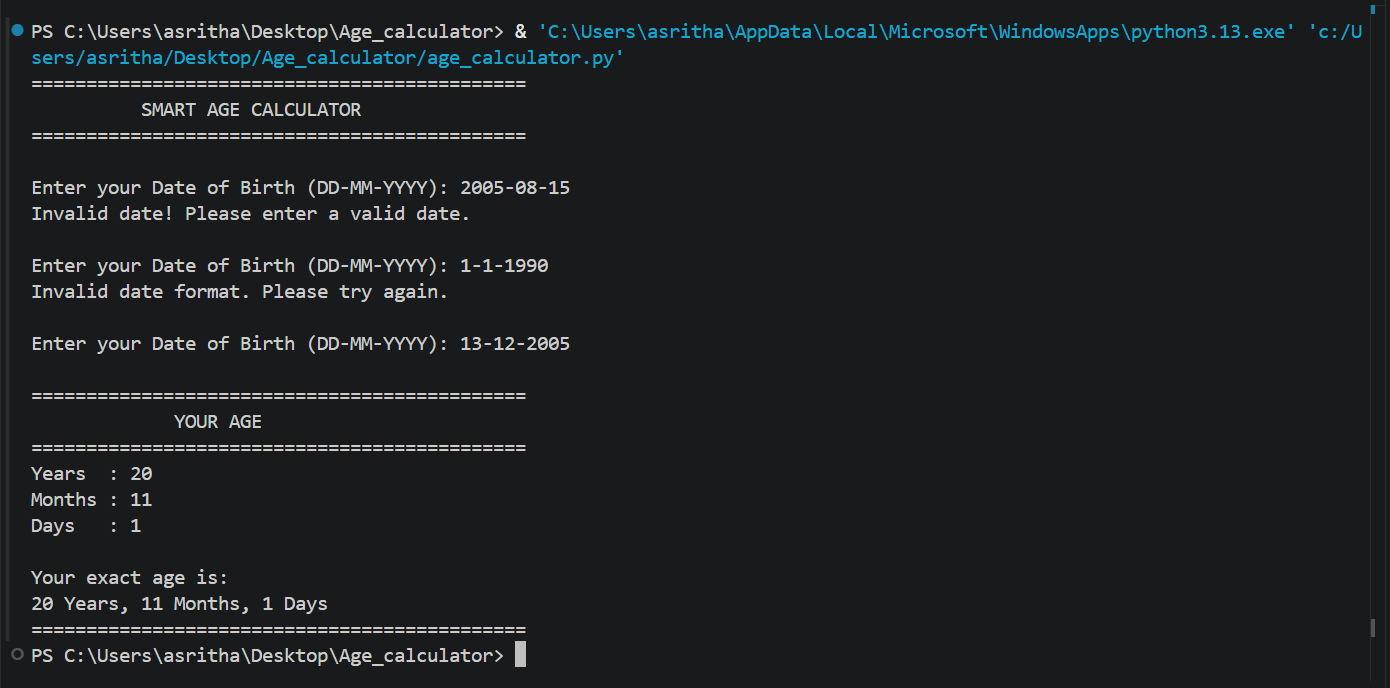 PS C:\Users\asritha\Desktop\Age_calculator> & 'C:\Users\asritha\AppData\Local\Microsoft\WindowsApps\python3.13.exe' 'c:/U
sers/asritha/Desktop/Age_calculator/age_calculator.py'
=============================================
SMART AGE CALCULATOR
=============================================
Enter your Date of Birth (DD-MM-YYYY): 2005-08-15
Invalid date! Please enter a valid date.
Enter your Date of Birth (DD-MM-YYYY): 1-1-1990
Invalid date format. Please try again.
Enter your Date of Birth (DD-MM-YYYY): 13-12-2005
=============================================
YOUR AGE
=============================================
Years  : 20
Months : 11
Days   : 1
Your exact age is:
20 Years, 11 Months, 1 Days
=============================================
PS C:\Users\asritha\Desktop\Age_calculator>